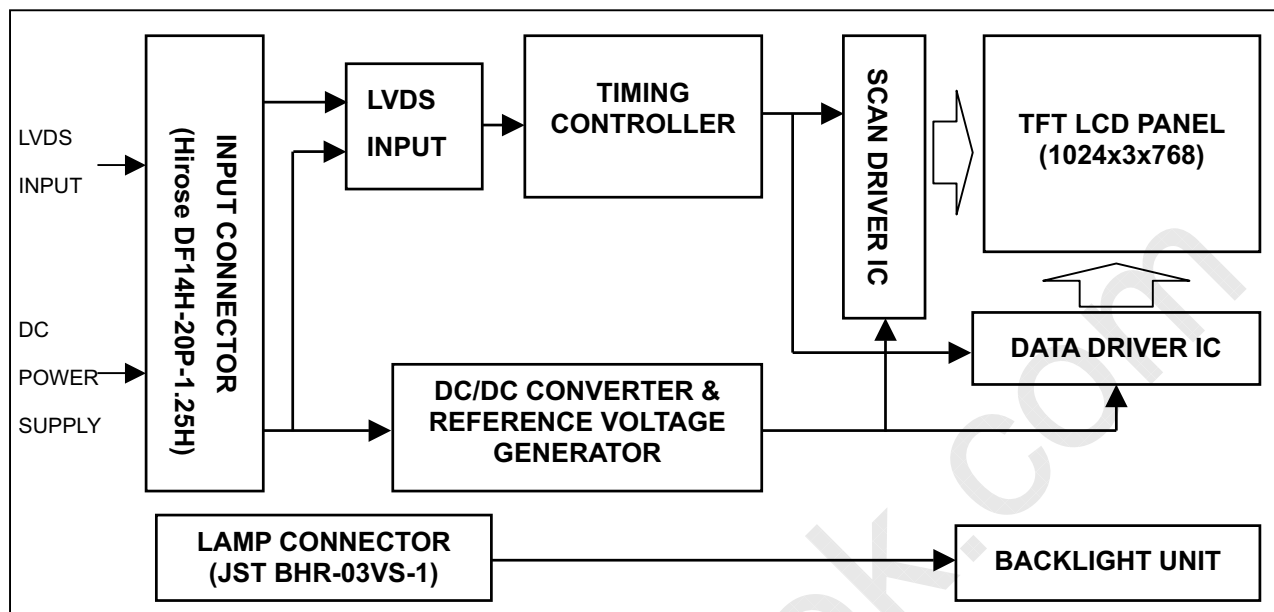 LVDS
INPUT
DC
POWER
SUPPLY
INPUT CONNECTOR
(Hirose DF14H-20P-1.25H)
LVDS
INPUT
TIMING
CONTROLLER
SCAN DRIVER IC
TFT LCD PANEL
(1024x3x768)
DATA DRIVER IC
DC/DC CONVERTER &
REFERENCE VOLTAGE
GENERATOR
LAMP CONNECTOR
(JST BHR-03VS-1)
BACKLIGHT UNIT
k.com